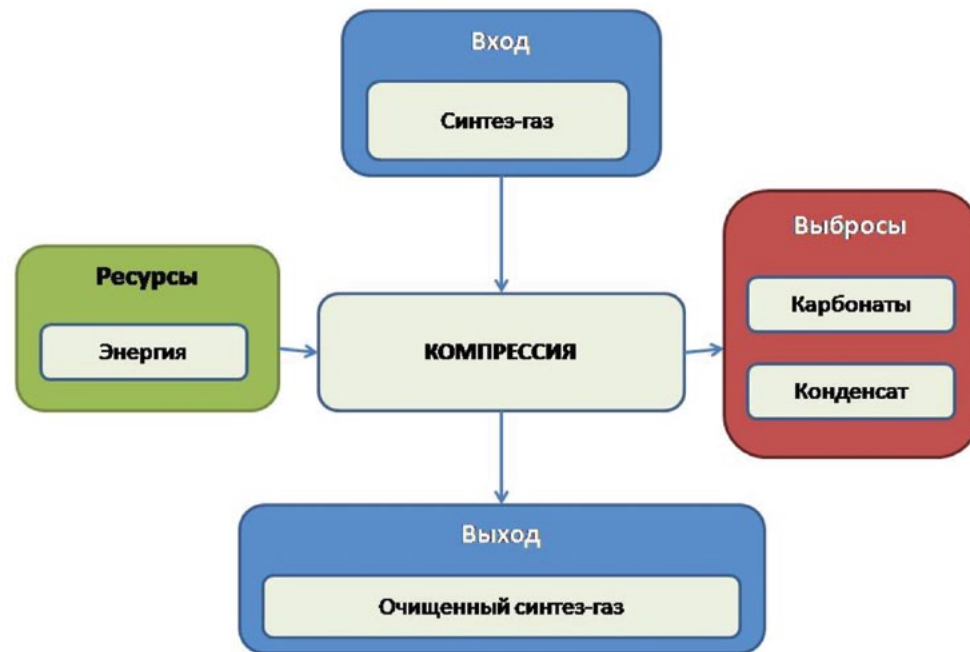 Вход
Синтез-газ
Ресурсы
Энергия
КОМПРЕССИЯ
Выбросы
Карбонаты
Конденсат
Выход
Очищенный синтез-газ